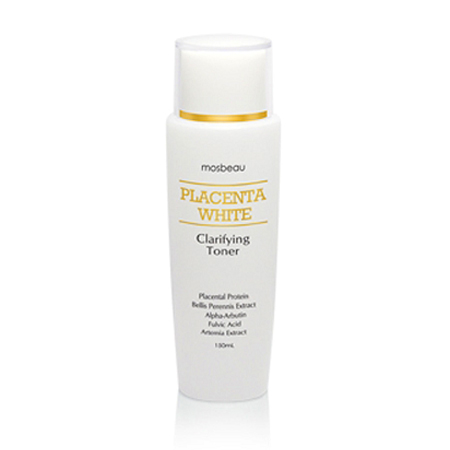 mosbeau
PLACENTA
WHITE
Clarifying
Toner
Placental Protein
Bellis Perennis Extract
Alpha-Arbutin
Fulvic Acid
Artemia Extract
150mL